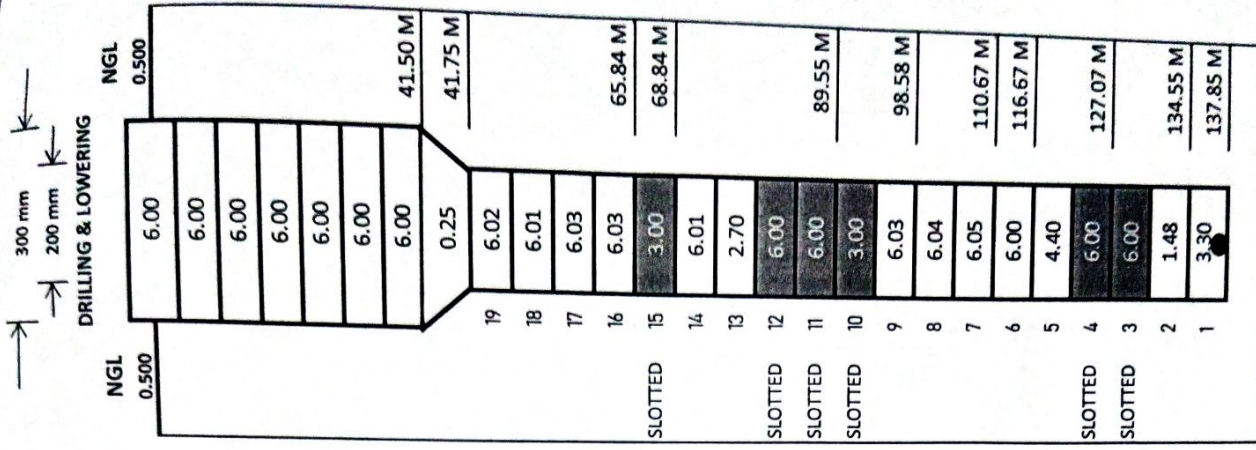 300 mm
200 mm
DRILLING & LOWERING
NGL NGL
0.500 0.500
6.00
6.00
6.00
6.00
6.00
6.00
6.00 41.50 M
0.25 41.75 M
19 6.02
18 6.01
17 6.03
16 6.03 65.84 M
SLOTTED 15 3.00 68.84 M
14 6.01
13 2.70
SLOTTED 12 6.00
SLOTTED 11 6.00 89.55 M
SLOTTED 10 3.00
9 6.03 98.58 M
8 6.04
7 6.05 110.67 M
6 6.00 116.67 M
5 4.40
SLOTTED 4 6.00 127.07 M
SLOTTED 3 6.00
2 1.48 134.55 M
1 3.30 137.85 M